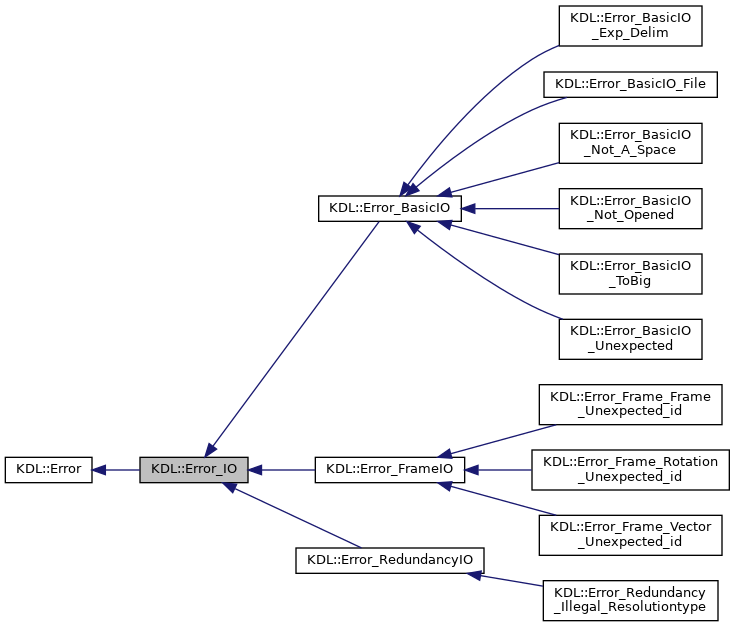 KDL::Error_BasicIO
_Exp_Delim
KDL::Error_BasicIO_File
KDL::Error_BasicIO
_Not_A_Space
KDL::Error_BasicIO
KDL::Error_BasicIO
_Not_Opened
KDL::Error_BasicIO
_ToBig
KDL::Error_BasicIO
_Unexpected
KDL::Error_Frame_Frame
_Unexpected_id
KDL::Error
KDL::Error_IO
KDL::Error_FrameIO
KDL::Error_Frame_Rotation
_Unexpected_id
KDL::Error_Frame_Vector
_Unexpected_id
KDL::Error_RedundancyIO
KDL::Error_Redundancy
_Illegal_Resolutiontype